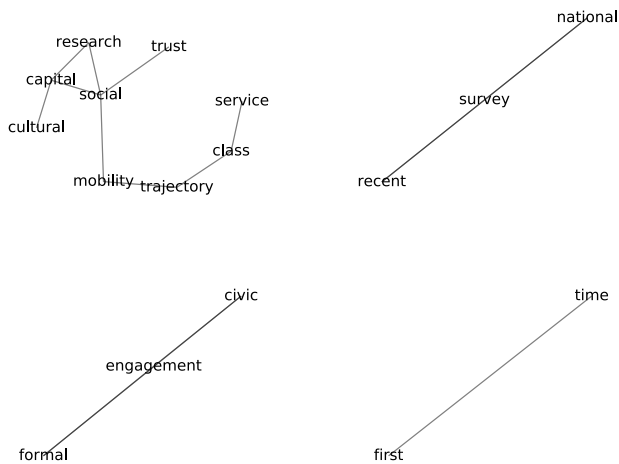 research
trust
capital
social
cultural
service
class
mobility
trajectory
national
survey
recent
civic
engagement
formal
time
first